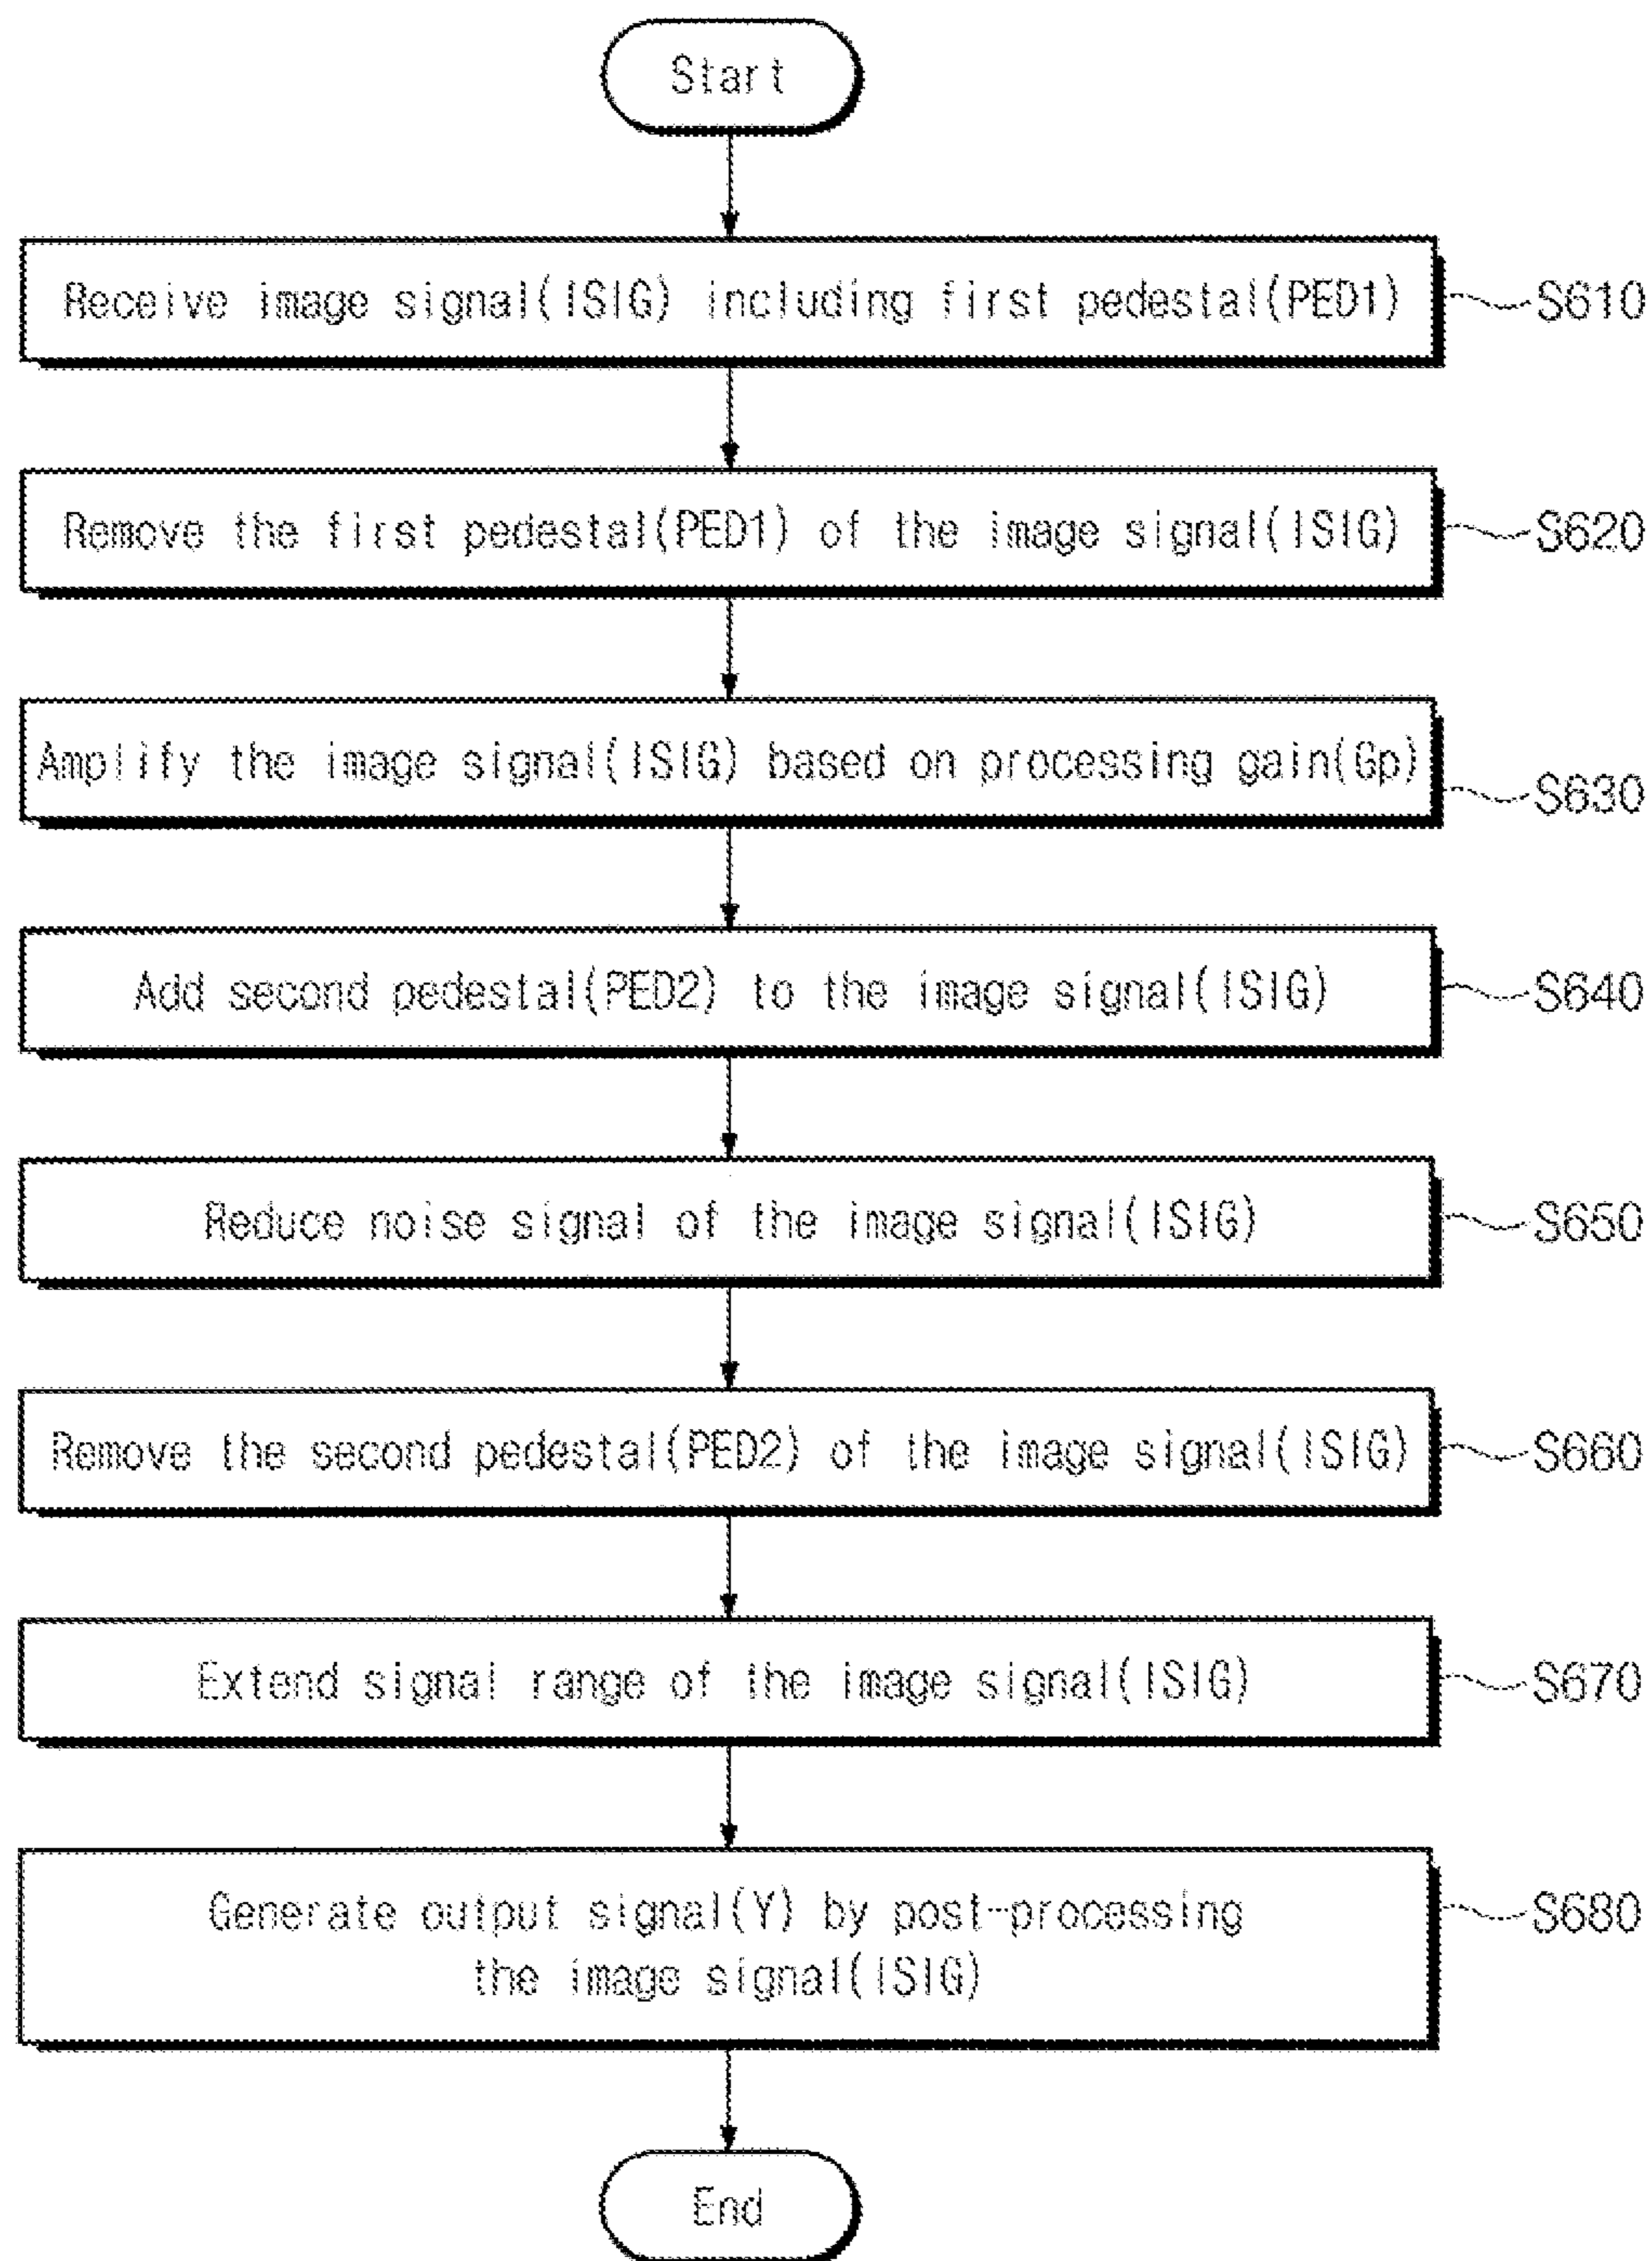 Start
Receive image signal(ISIG) including first pedestal(PED1)
S610
Remove the first pedestal(PED1) of the image signal(ISIG)
S620
Amplify the image signal(ISIG) based on processing gain(Gp)
S630
Add second pedestal(PED2) to the image signal(ISIG)
S640
Reduce noise signal of the image signal(ISIG)
S650
Remove the second pedestal(PED2) of the image signal(ISIG)
S660
Extend signal range of the image signal(ISIG)
S670
Generate output signal(Y) by post-processing
the image signal(ISIG)
S680
End